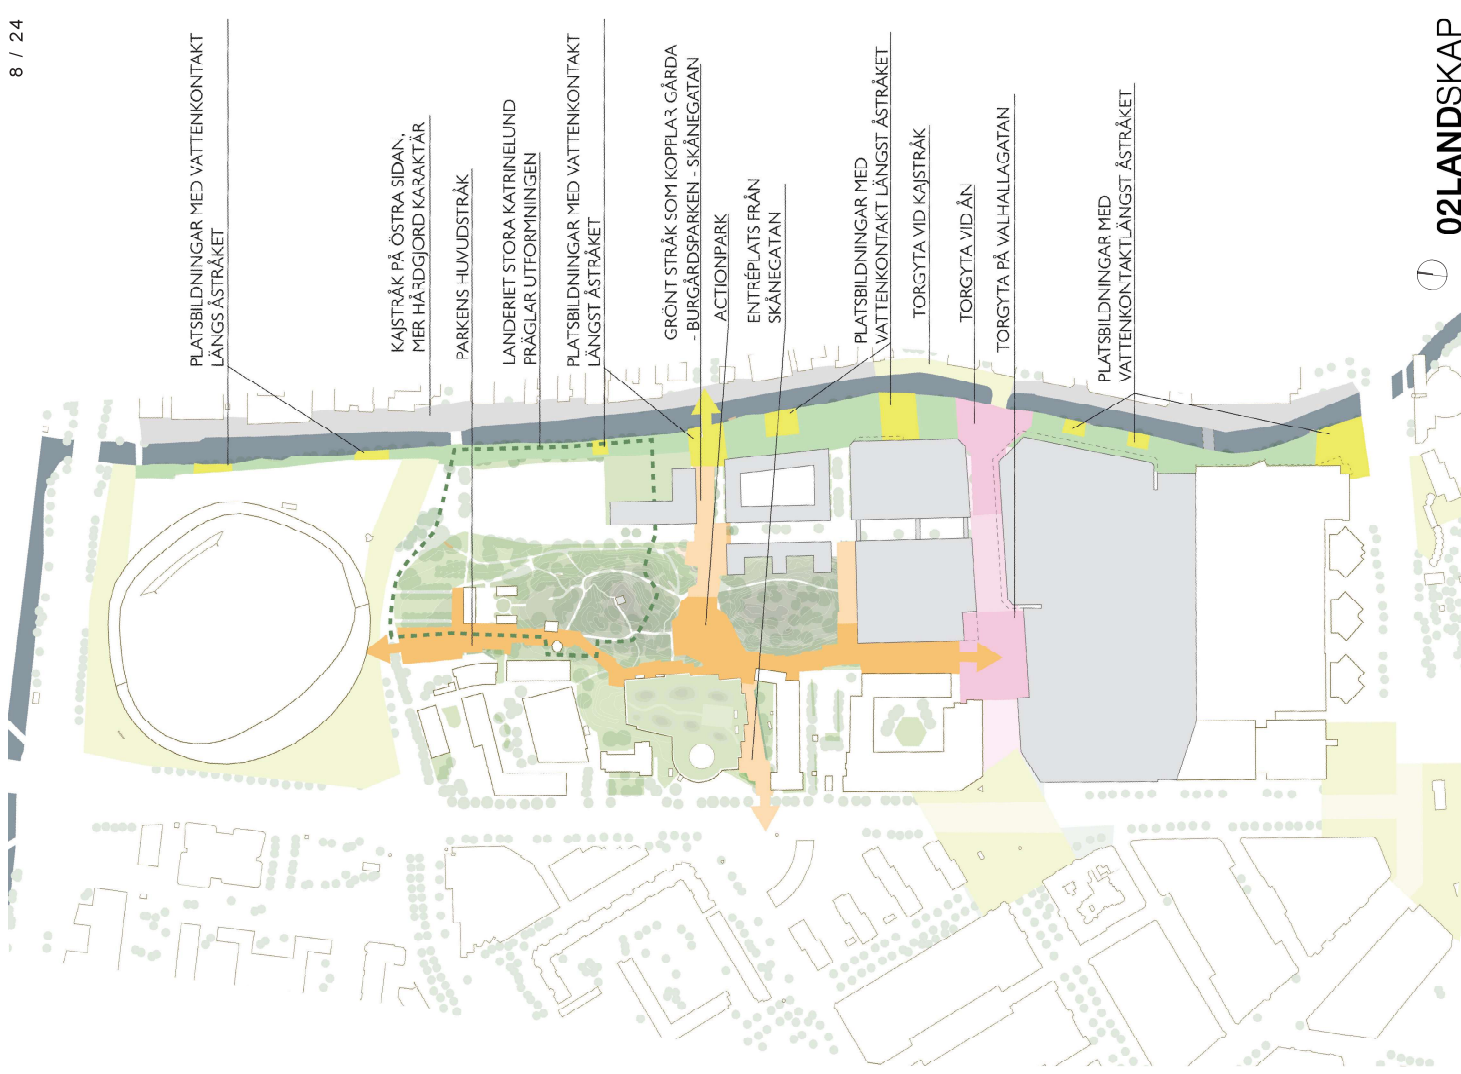 8 / 24
02LANDSKAP
PLATSBILDNINGAR MED VATTENKONTAKT
LÄNGS ÅSTRÅKET
KAJSTRÅK PÅ ÖSTRA SIDAN,
MER HÅRDGJORD KARAKTÄR
PARKENS HUVUDSTRÅK
LANDERIET STORA KATRINELUND
PRÄGLAR UTFORMNINGEN
PLATSBILDNINGAR MED VATTENKONTAKT
LÄNGST ÅSTRÅKET
GRÖNT STRÅK SOM KOPPLAR GÅRDA
- BURGÅRDSPARKEN - SKÅNEGATAN
ACTIONPARK
ENTRÉPLATS FRÅN
SKÅNEGATAN
PLATSBILDNINGAR MED
VATTENKONTAKT LÄNGST ÅSTRÅKET
TORGYTA VID KAJSTRÅK
TORGYTA VID ÅN
TORGYTA PÅ VALHALLAGATAN
PLATSBILDNINGAR MED
VATTENKONTAKTLÄNGST ÅSTRÅKET